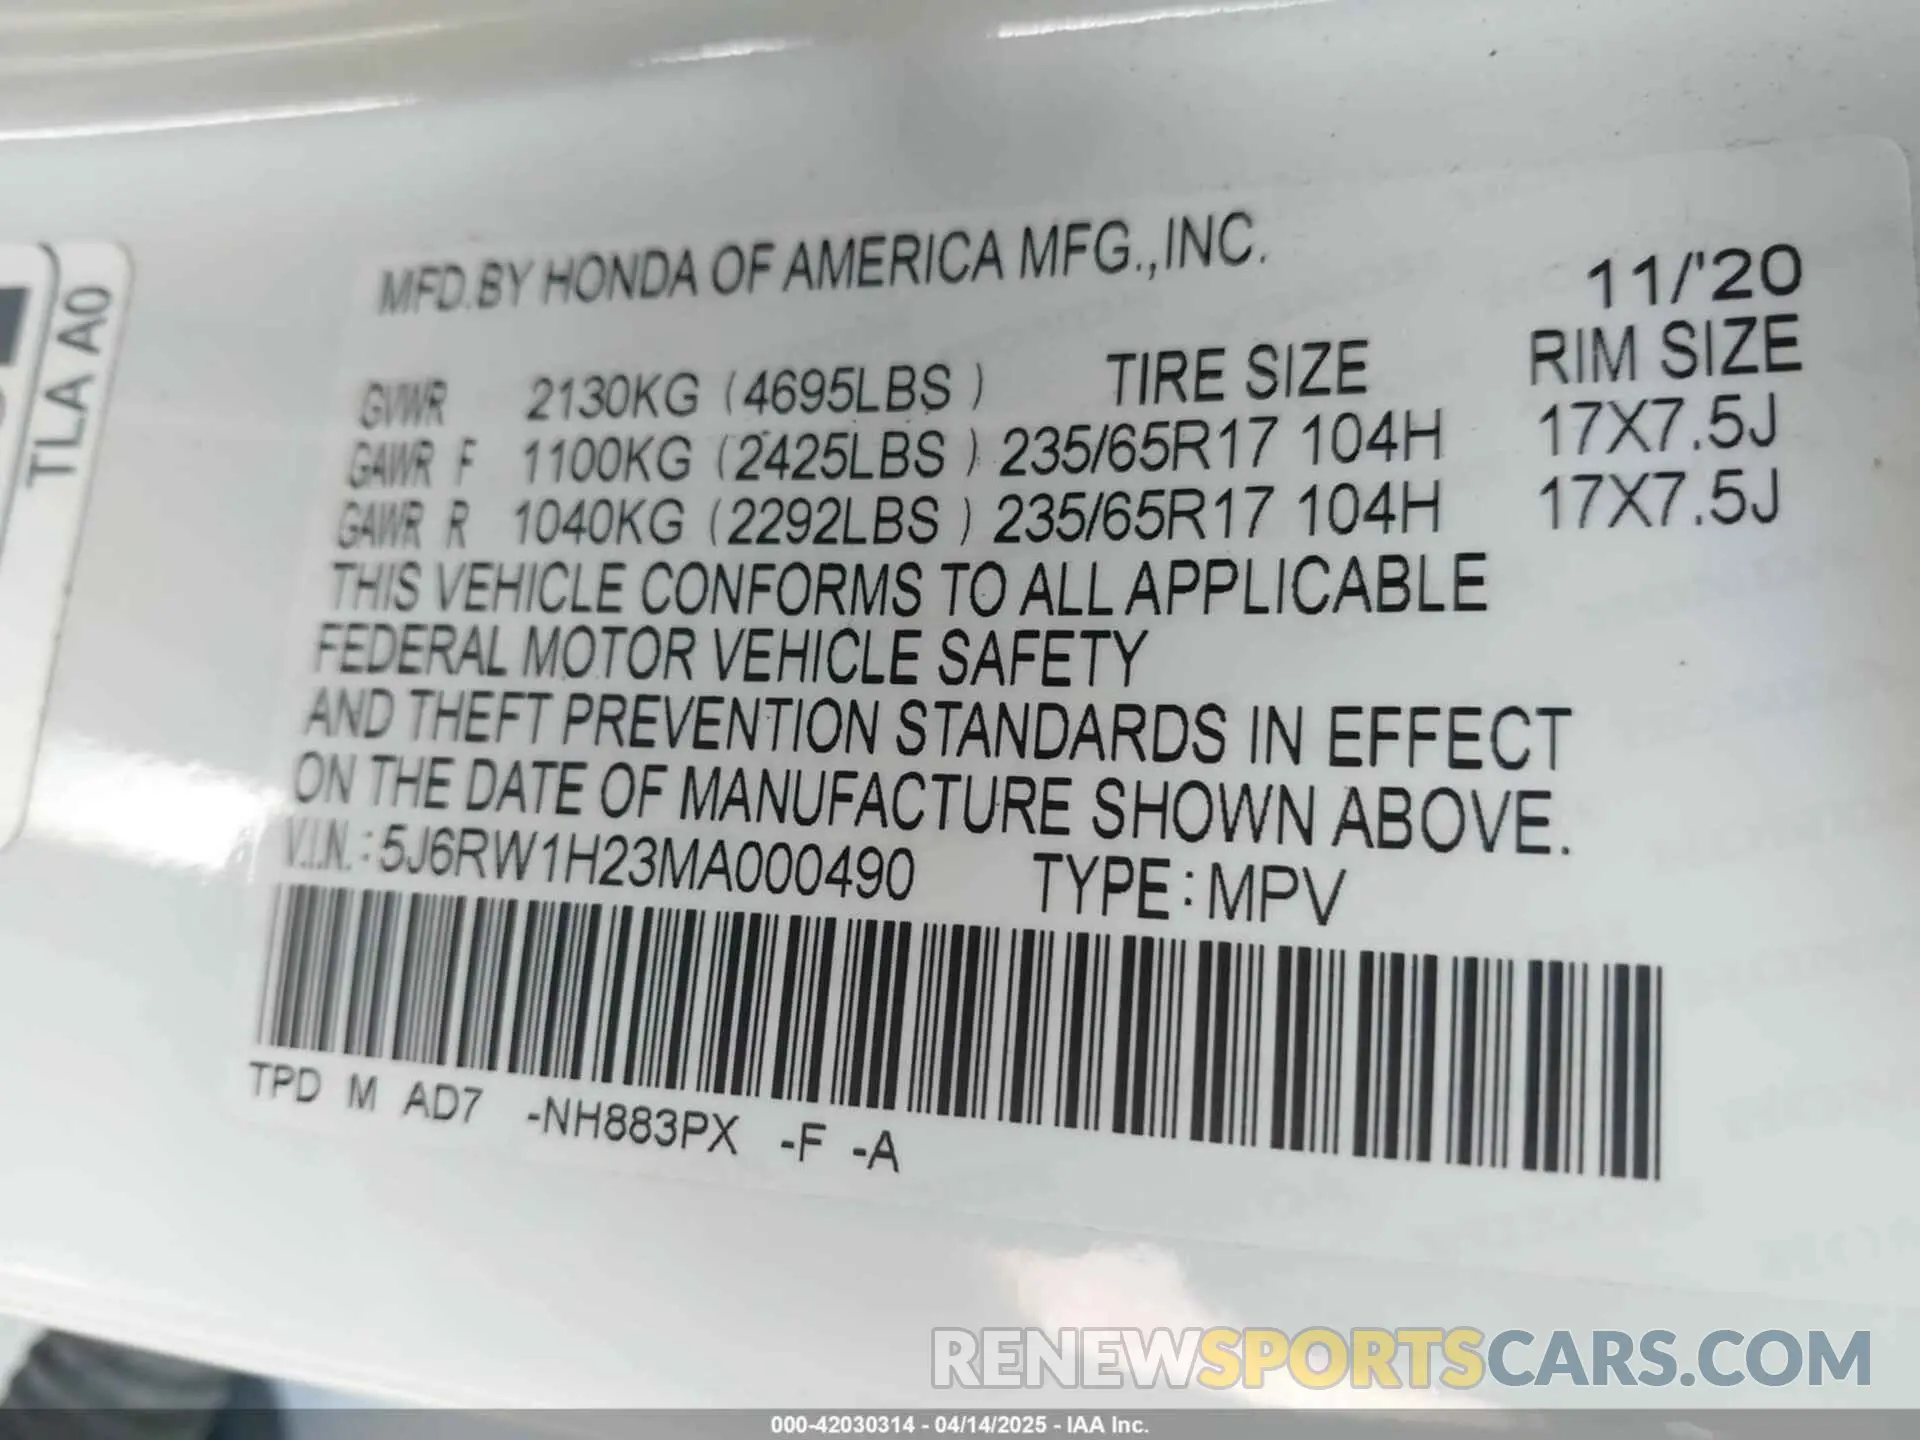 TLA A0
MFD.BY HONDA OF AMERICA MFG.,INC.
11/'20
GVWR 2130KG (4695LBS ) TIRE SIZE RIM SIZE
GAWR F 1100KG (2425LBS ) 235/65R17 104H 17X7.5J
GAWR R 1040KG (2292LBS ) 235/65R17 104H 17X7.5J
THIS VEHICLE CONFORMS TO ALL APPLICABLE
FEDERAL MOTOR VEHICLE SAFETY
AND THEFT PREVENTION STANDARDS IN EFFECT
ON THE DATE OF MANUFACTURE SHOWN ABOVE.
V.I.N.:5J6RW1H23MA000490 TYPE:MPV
TPD M AD7 -NH883PX -F -A
RENEWSPORTSCARS.COM
000-42030314 - 04/14/2025 - IAA Inc.